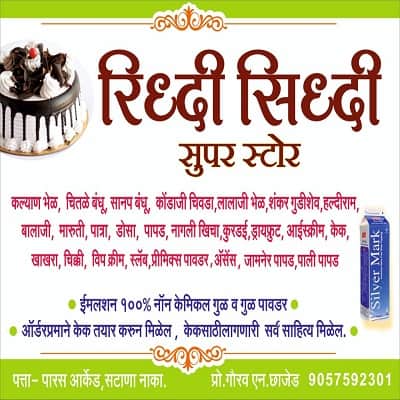 रिध्दी सिध्दी
सुपर स्टोर
कल्याण भेळ, चितळे बंधू, सानप बंधू, कोंडाजी चिवडा,लालाजी भेळ,शंकर गुडीशेव,हल्दीराम,
बालाजी, मारुती, पात्रा, डोसा, पापड, नागली खिचा,कुरडई,ड्रायफ्रुट, आईस्क्रीम, केक,
खाखरा, चिक्की, विप क्रीम, स्लॅब,प्रीमिक्स पावडर ,ॲसेंस, जामनेर पापड,पाली पापड
Silver Mark
• ईमलशन १००% नॉन केमिकल गुळ व गुळ पावडर •
• ऑर्डरप्रमाने केक तयार करुन मिळेल , केकसाठीलागणारी सर्व साहित्य मिळेल. •
पत्ता- पारस आर्केड,सटाणा नाका. प्रो.गौरव एन.छाजेड 9057592301